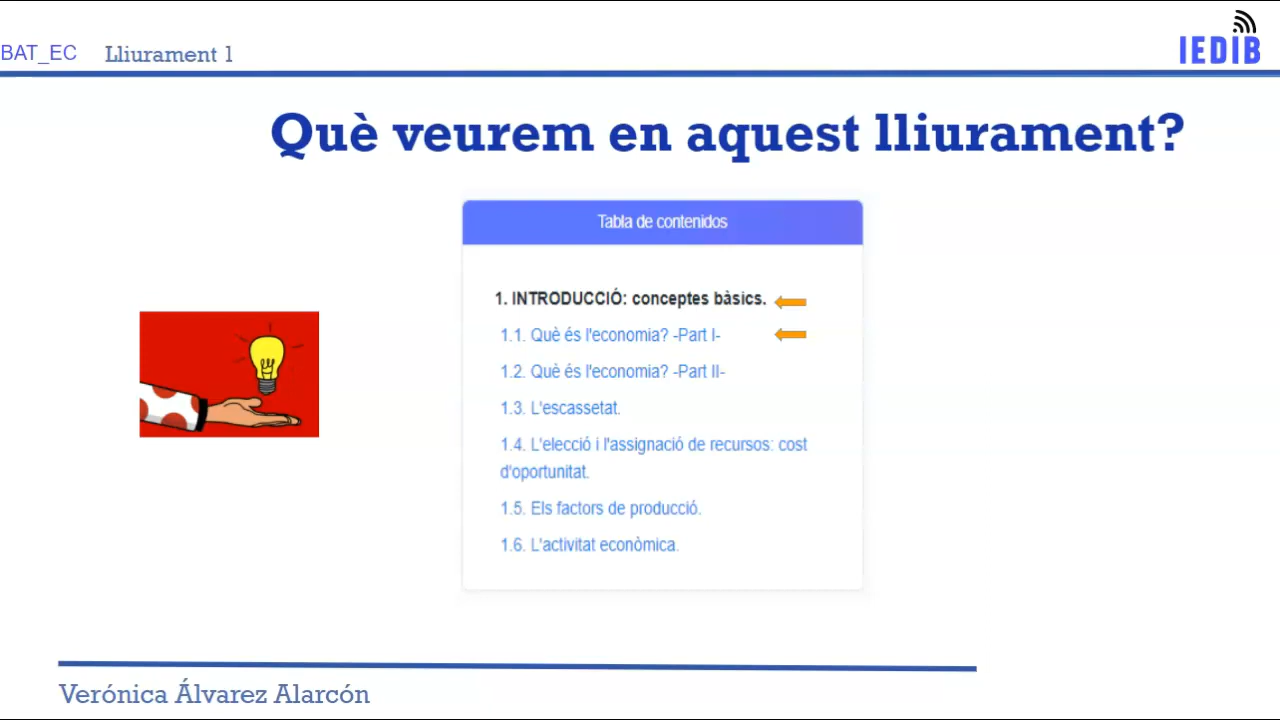 BAT_EC
Lliurament 1
IEDIB
Què veurem en aquest lliurament?
Tabla de contenidos
1. INTRODUCCIÓ: conceptes bàsics.
1.1. Què és l'economia? -Part I-
1.2. Què és l'economia? -Part II-
1.3. L'escassetat.
1.4. L'elecció i l'assignació de recursos: cost
d'oportunitat.
1.5. Els factors de producció.
1.6. L'activitat econòmica.
Verónica Álvarez Alarcón